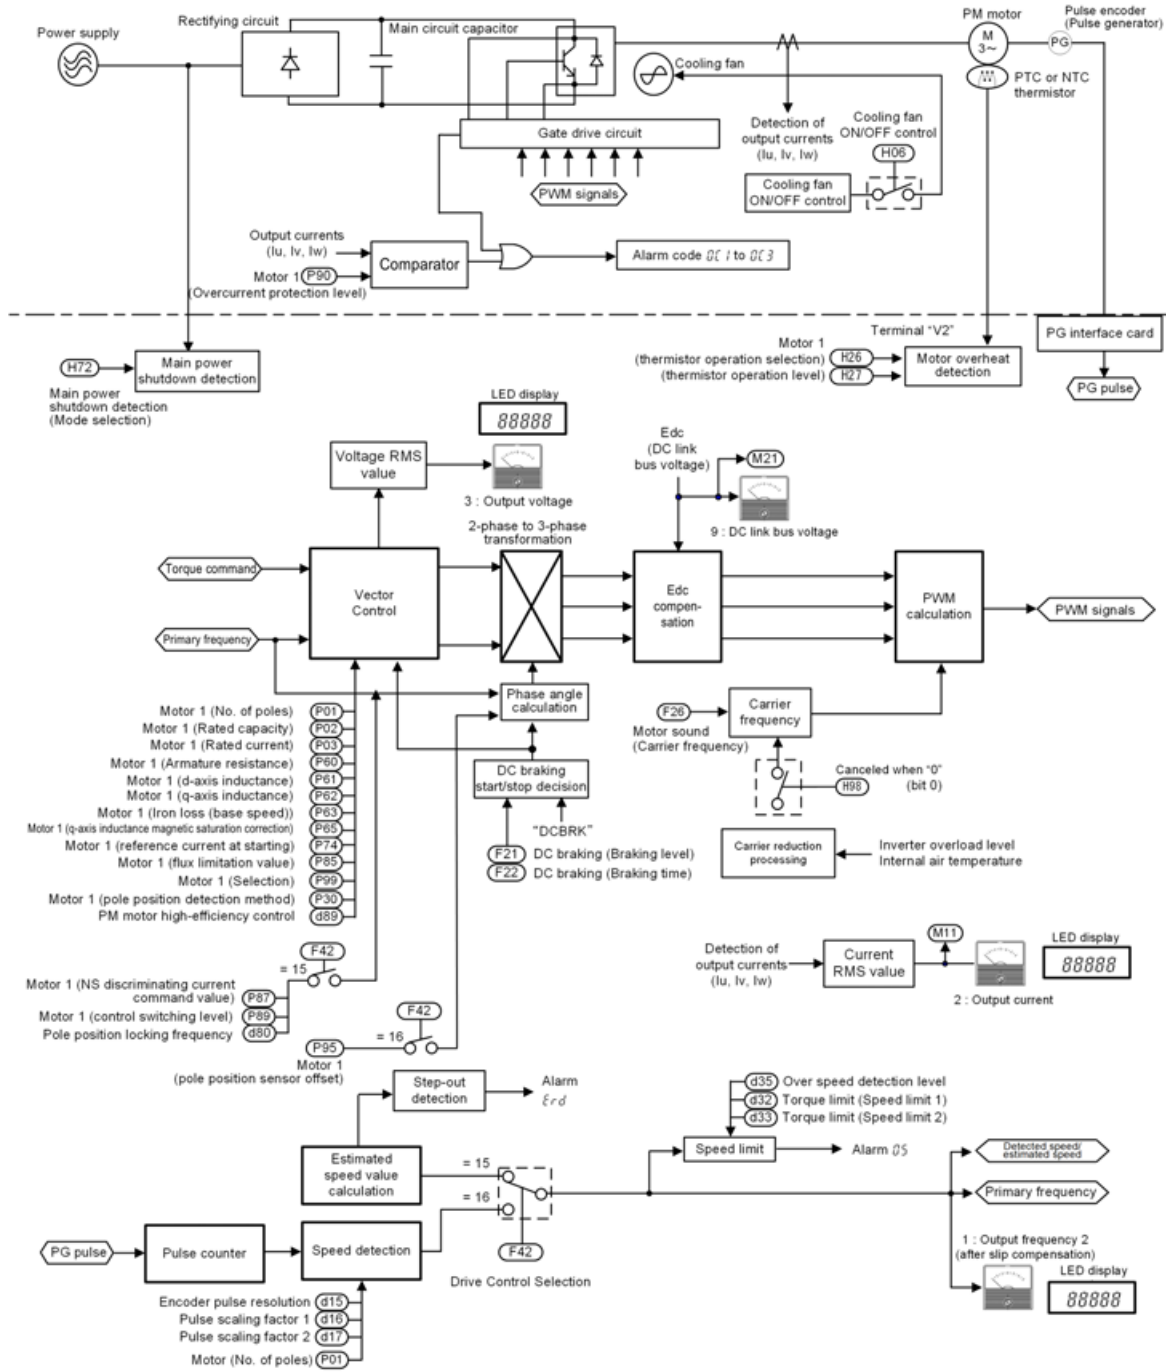 Rectifying circuit
Main circuit capacitor
Power supply
PM motor
M
3~
Pulse encoder
(Pulse generator)
PG
PTC or NTC
thermistor
Cooling fan
Gate drive circuit
PWM signals
Detection of
output currents
(Iu, Iv, Iw)
Cooling fan
ON/OFF control
H06
Cooling fan
ON/OFF control
Output currents
(Iu, Iv, Iw)
Motor 1 P90
(Overcurrent protection level)
Comparator
Alarm code OC1 to OC3
H72
Main power
shutdown detection
(Mode selection)
Main power
shutdown detection
Terminal "V2"
Motor 1
(thermistor operation selection) H26
(thermistor operation level) H27
Motor overheat
detection
PG interface card
PG pulse
LED display
88888
Voltage RMS
value
3 : Output voltage
2-phase to 3-phase
transformation
Edc
(DC link
bus voltage)
M21
9 : DC link bus voltage
Torque command
Primary frequency
Vector
Control
Edc
compen-
sation
PWM
calculation
PWM signals
Phase angle
calculation
DC braking
start/stop decision
"DCBRK"
F21 DC braking (Braking level)
F22 DC braking (Braking time)
F26
Motor sound
(Carrier frequency)
Carrier
frequency
Canceled when "0"
H98 (bit 0)
Carrier reduction
processing
Inverter overload level
Internal air temperature
Motor 1 (No. of poles) P01
Motor 1 (Rated capacity) P02
Motor 1 (Rated current) P03
Motor 1 (Armature resistance) P60
Motor 1 (d-axis inductance) P61
Motor 1 (q-axis inductance) P62
Motor 1 (Iron loss (base speed)) P63
Motor 1 (q-axis inductance magnetic saturation correction) P65
Motor 1 (reference current at starting) P74
Motor 1 (flux limitation value) P85
Motor 1 (Selection) P99
Motor 1 (pole position detection method) P30
PM motor high-efficiency control d89
F42
= 15
Motor 1 (NS discriminating current
command value) P87
Motor 1 (control switching level) P89
Pole position locking frequency d80
F42
= 16
P95
Motor 1
(pole position sensor offset)
Detection of
output currents
(Iu, Iv, Iw)
Current
RMS value
M11
2 : Output current
LED display
88888
Step-out
detection
Alarm
Erd
Estimated
speed value
calculation
= 15
= 16
F42
Drive Control Selection
d35 Over speed detection level
d32 Torque limit (Speed limit 1)
d33 Torque limit (Speed limit 2)
Speed limit
Alarm OS
Detected speed/
estimated speed
Primary frequency
1 : Output frequency 2
(after slip compensation)
LED display
88888
PG pulse
Pulse counter
Speed detection
Encoder pulse resolution d15
Pulse scaling factor 1 d16
Pulse scaling factor 2 d17
Motor (No. of poles) P01